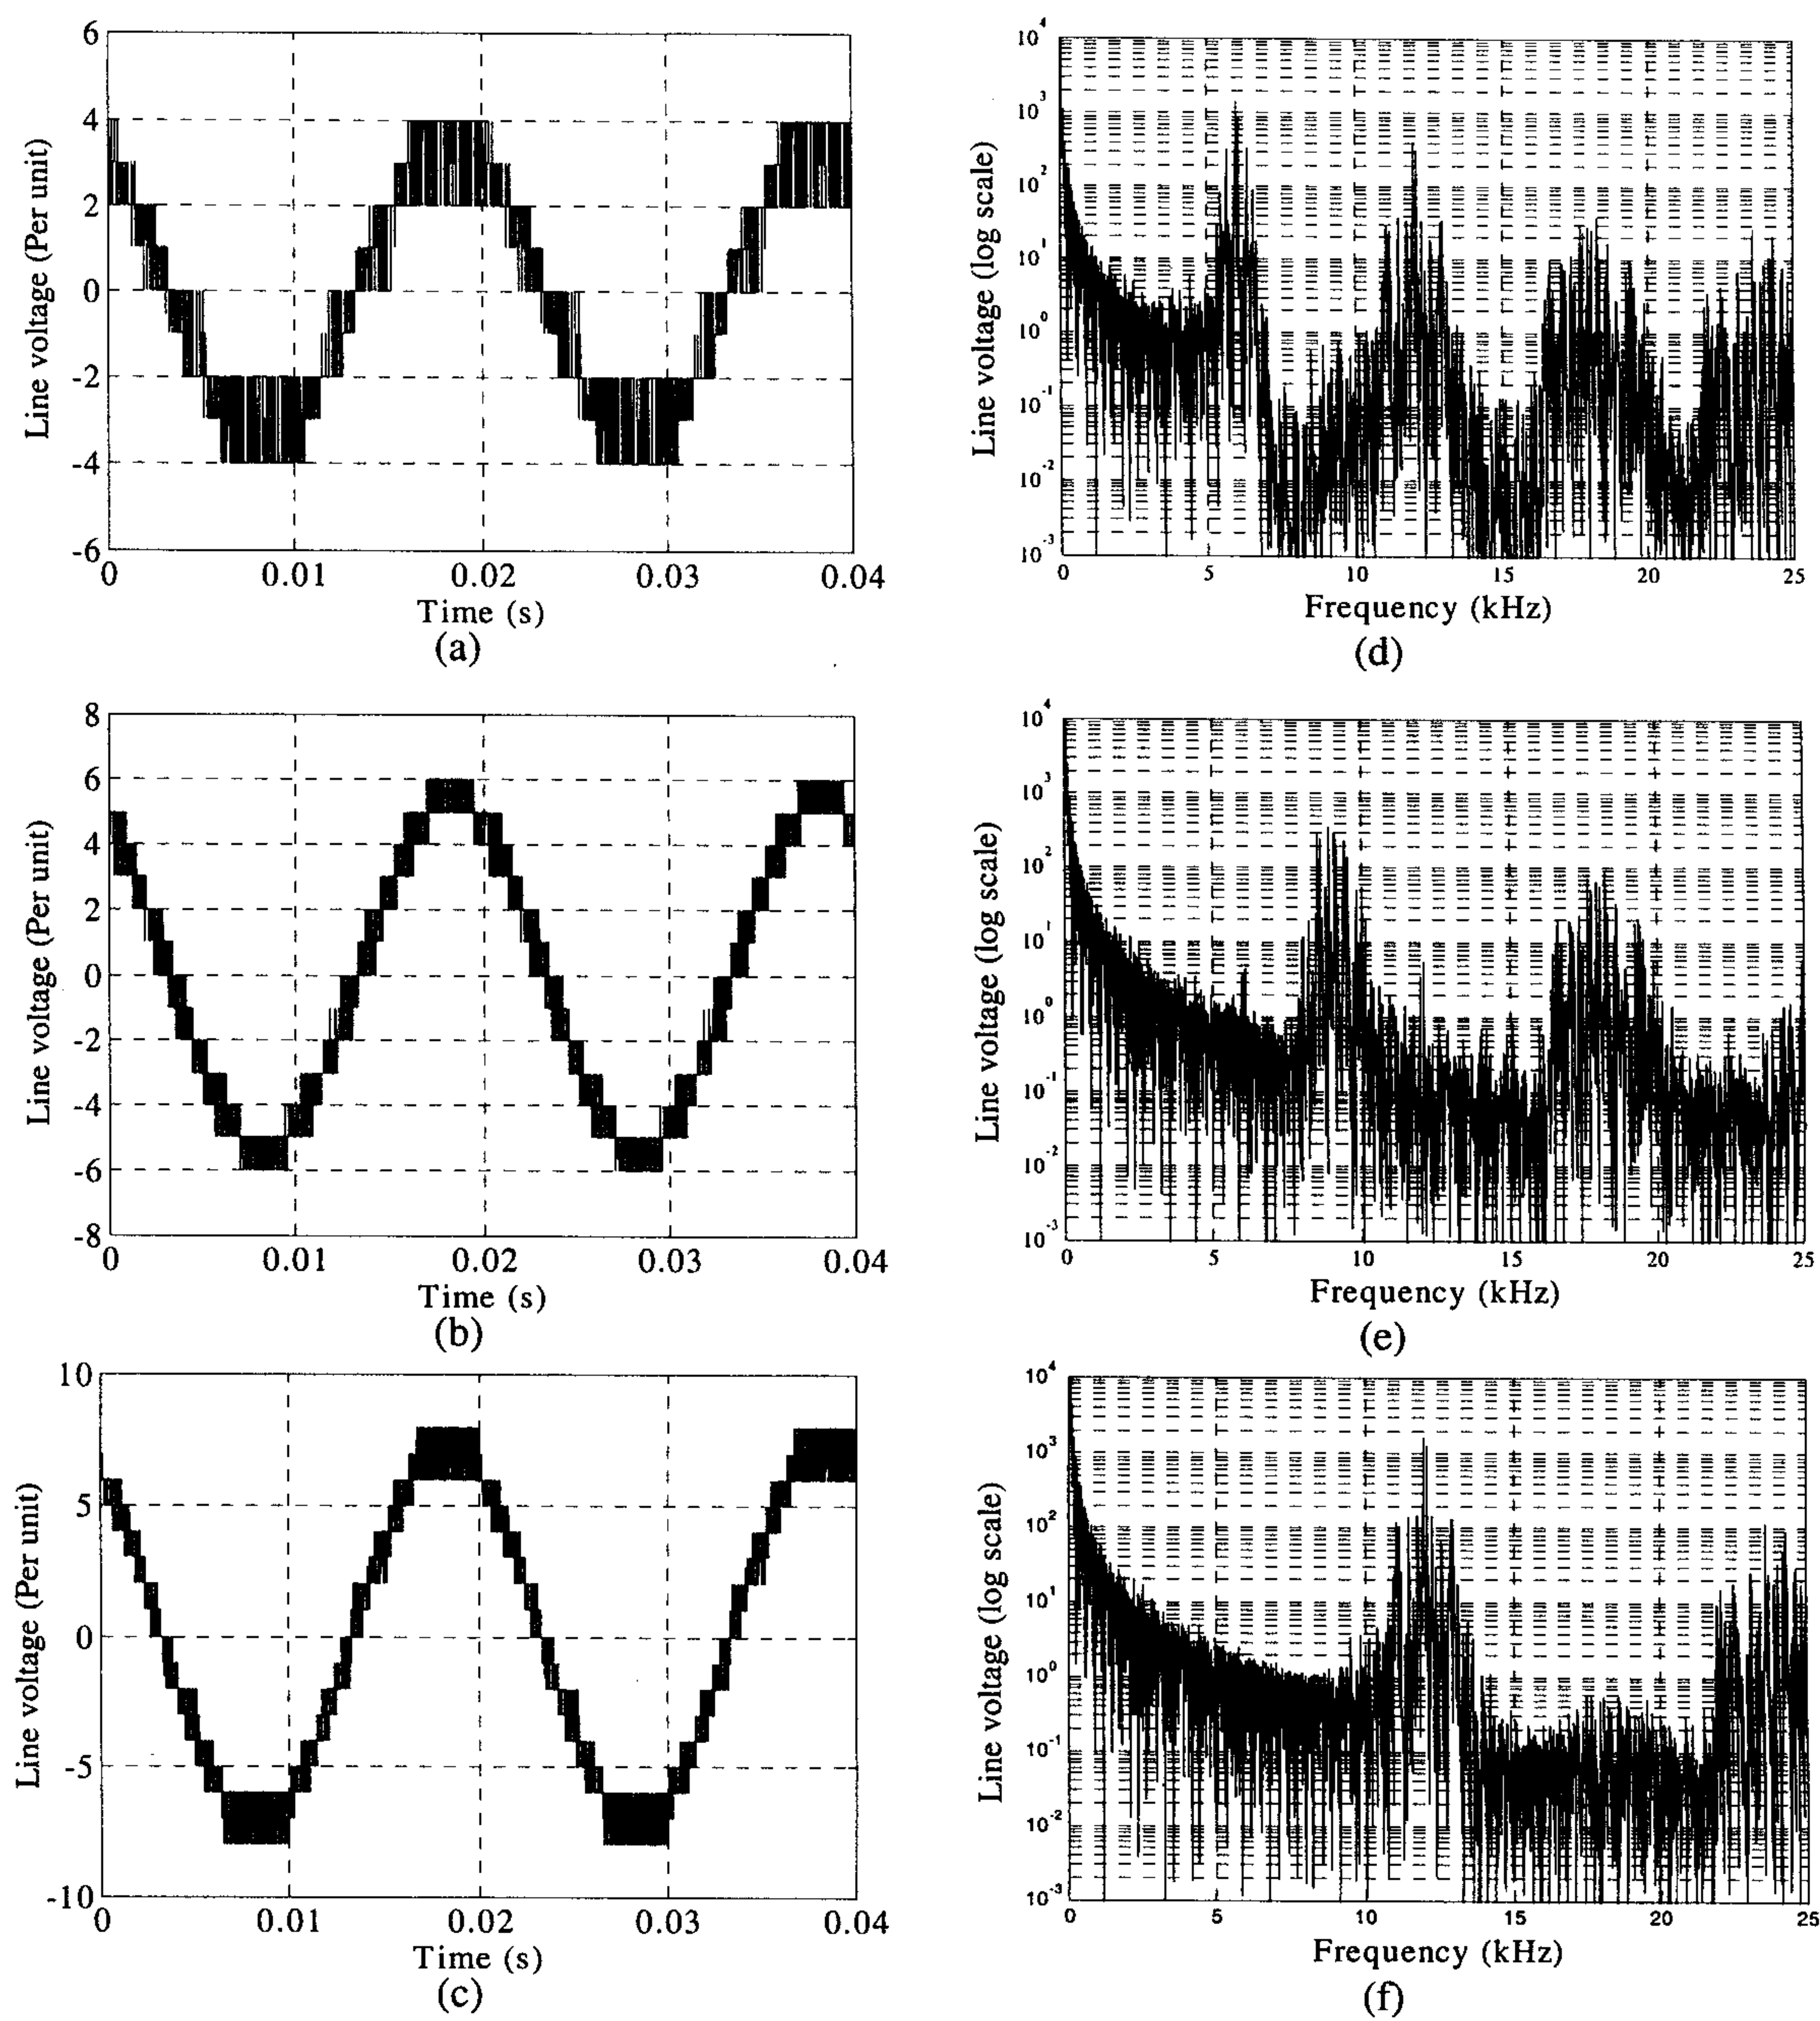 6
4
2
0
-2
-4
-6
0 0.01 0.02 0.03 0.04
Line voltage (Per unit)
Time (s)
(a)
10^4
10^3
10^2
10^1
10^0
10^-1
10^-2
10^-3
0 5 10 15 20 25
Line voltage (log scale)
Frequency (kHz)
(d)
8
6
4
2
0
-2
-4
-6
-8
0 0.01 0.02 0.03 0.04
Line voltage (Per unit)
Time (s)
(b)
10^4
10^3
10^2
10^1
10^0
10^-1
10^-2
10^-3
0 5 10 15 20 25
Line voltage (log scale)
Frequency (kHz)
(e)
10
5
0
-5
-10
0 0.01 0.02 0.03 0.04
Line voltage (Per unit)
Time (s)
(c)
10^4
10^3
10^2
10^1
10^0
10^-1
10^-2
10^-3
0 5 10 15 20 25
Line voltage (log scale)
Frequency (kHz)
(f)